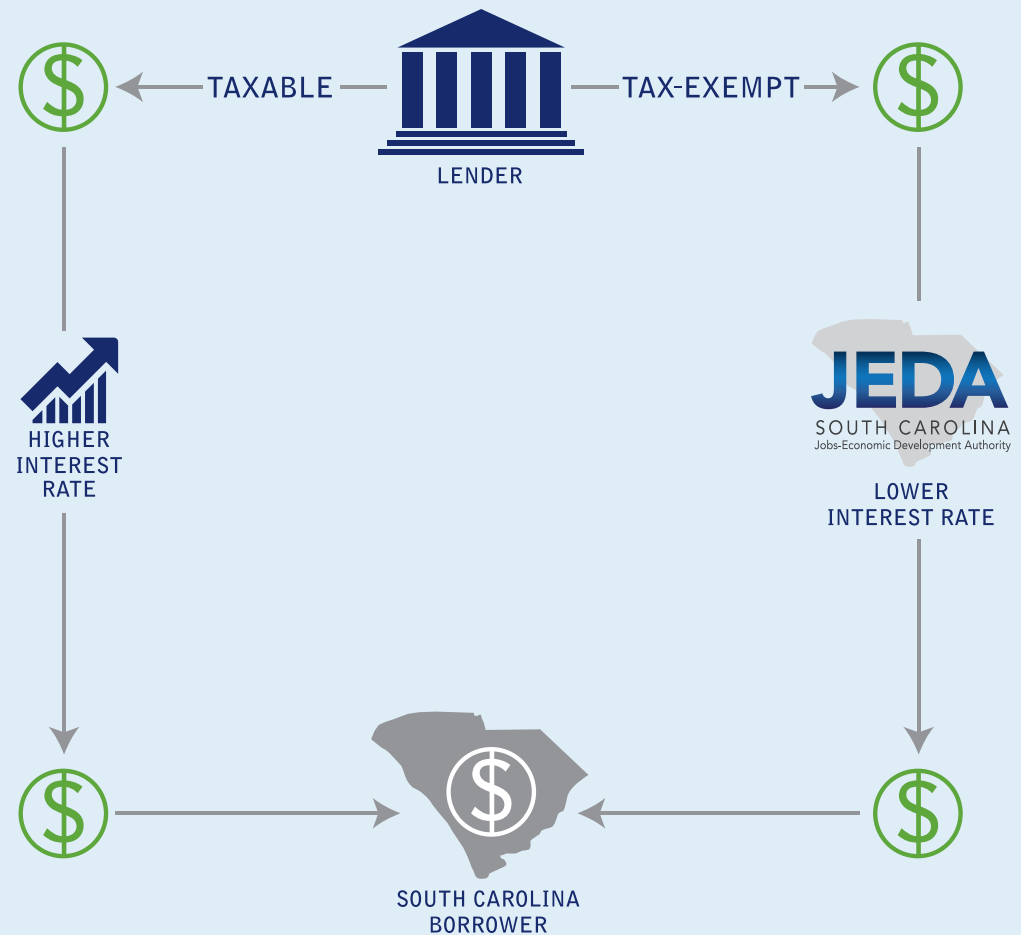 TAXABLE
TAX-EXEMPT
LENDER
HIGHER
INTEREST
RATE
JEDA
SOUTH CAROLINA
Jobs-Economic Development Authority
LOWER
INTEREST RATE
SOUTH CAROLINA
BORROWER